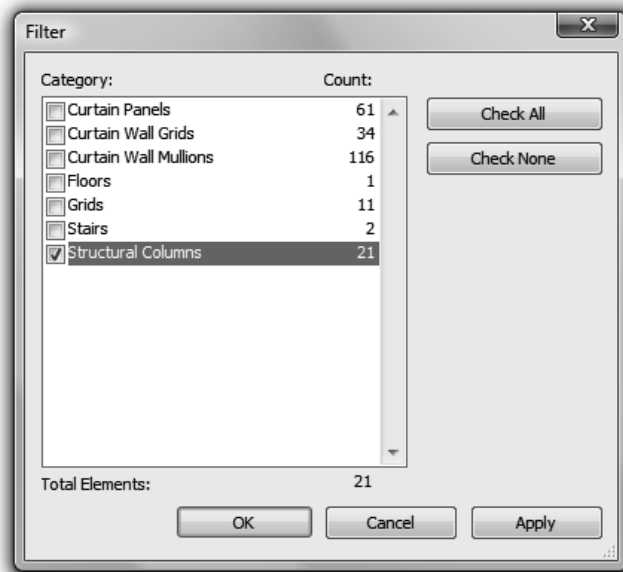 Filter
X
Category: Count:
Curtain Panels 61
Curtain Wall Grids 34
Curtain Wall Mullions 116
Floors 1
Grids 11
Stairs 2
Structural Columns 21
Check All
Check None
Total Elements: 21
OK Cancel Apply